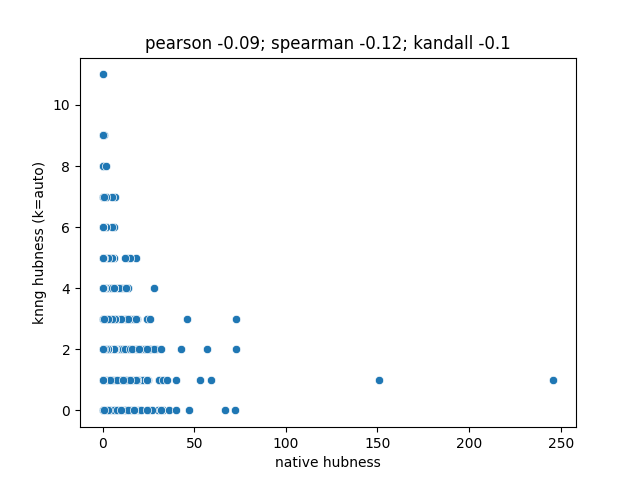 pearson -0.09; spearman -0.12; kandall -0.1
knng hubness (k=auto)
10
8
6
4
2
0
0 50 100 150 200 250
native hubness